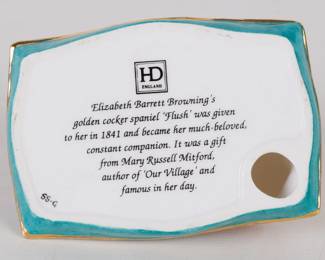 HD
ENGLAND
Elizabeth Barrett Browning's
golden cocker spaniel 'Flush' was given
to her in 1841 and became her much-beloved,
constant companion. It was a gift
from Mary Russell Mitford,
author of 'Our Village' and
famous in her day.